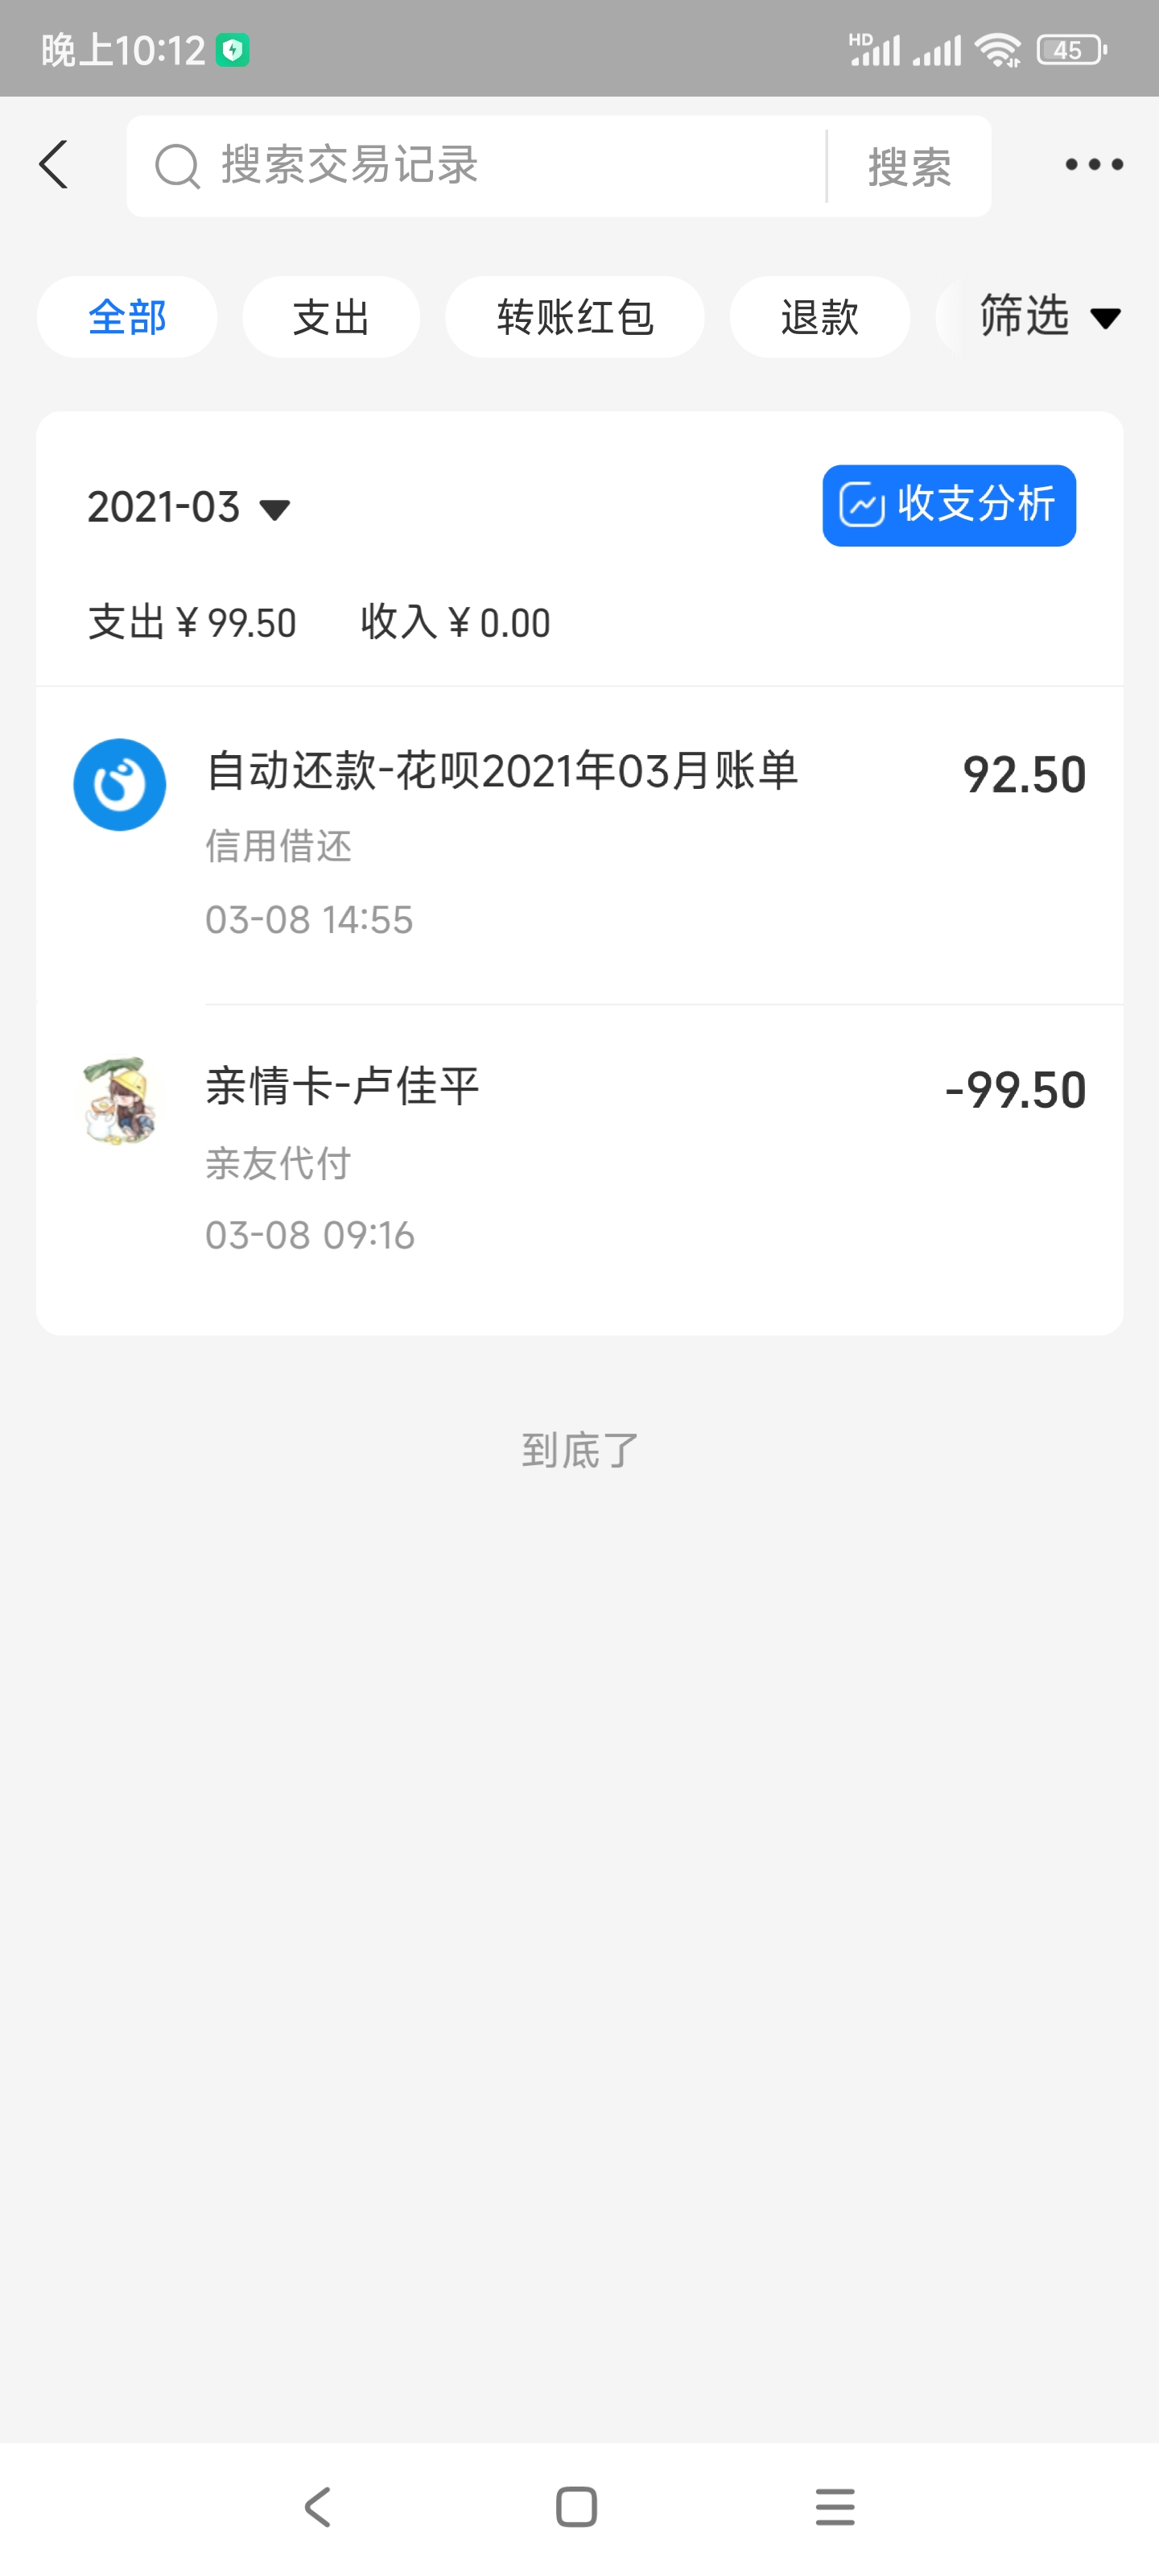 晚上10:12
HD
45
搜索交易记录
搜索
全部
支出
转账红包
退款
筛选
2021-03
收支分析
支出 ¥ 99.50
收入 ¥ 0.00
自动还款-花呗2021年03月账单
92.50
信用借还
03-08 14:55
亲情卡-卢佳平
-99.50
亲友代付
03-08 09:16
到底了